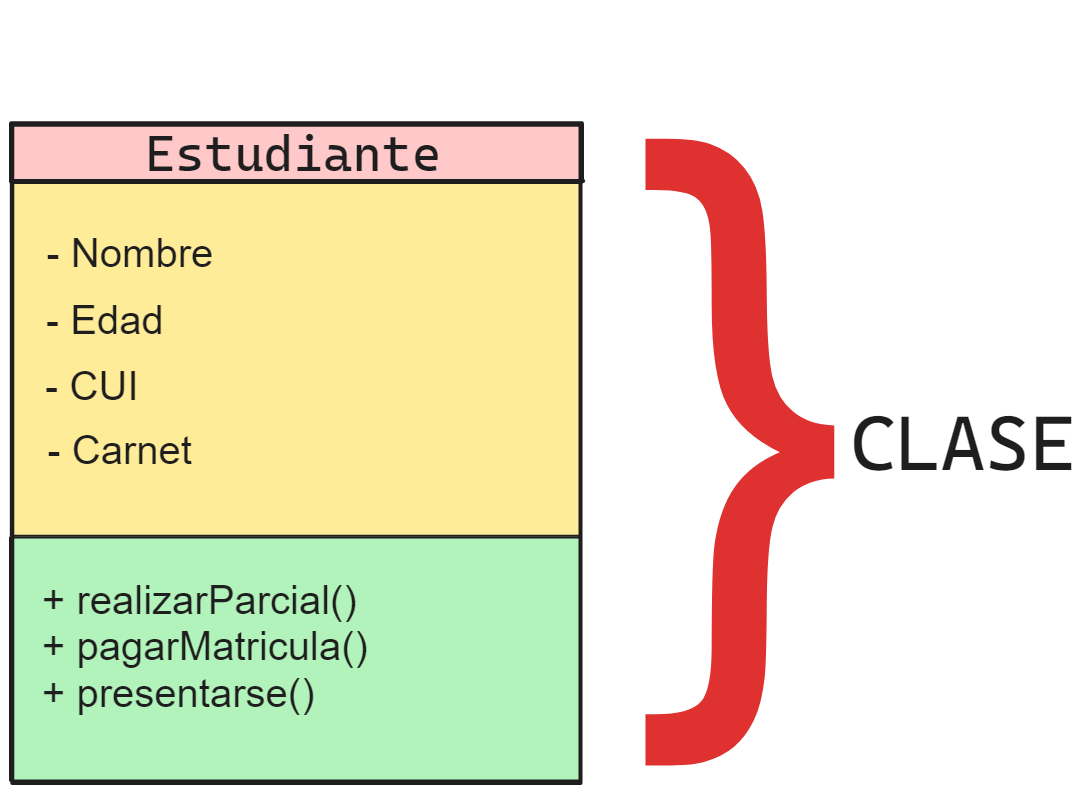 Estudiante
- Nombre
- Edad
- CUI
- Carnet
+ realizarParcial()
+ pagarMatricula()
+ presentarse()
CLASE